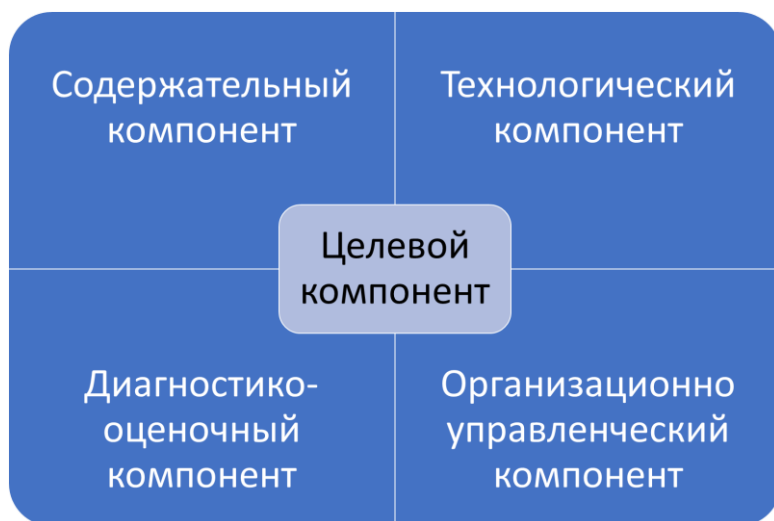 Содержательный
компонент
Технологический
компонент
Целевой
компонент
Диагностико-
оценочный
компонент
Организационно
управленческий
компонент